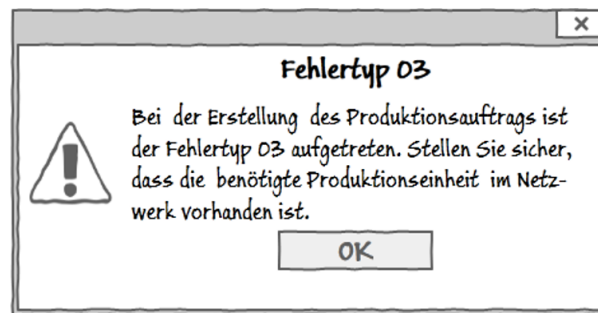 Fehlertyp 03
Bei der Erstellung des Produktionsauftrags ist
der Fehlertyp 03 aufgetreten. Stellen Sie sicher,
dass die benötigte Produktionseinheit im Netz-
werk vorhanden ist.
OK